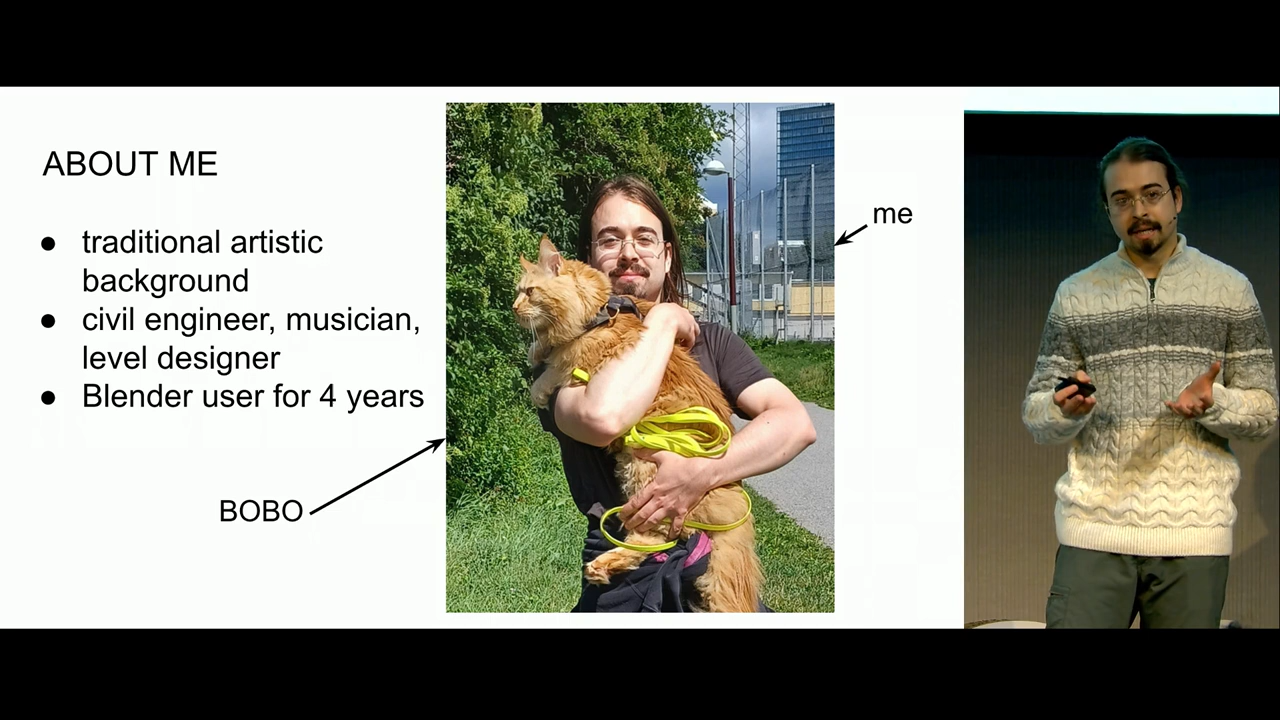 ABOUT ME
● traditional artistic
background
● civil engineer, musician,
level designer
● Blender user for 4 years
BOBO
me